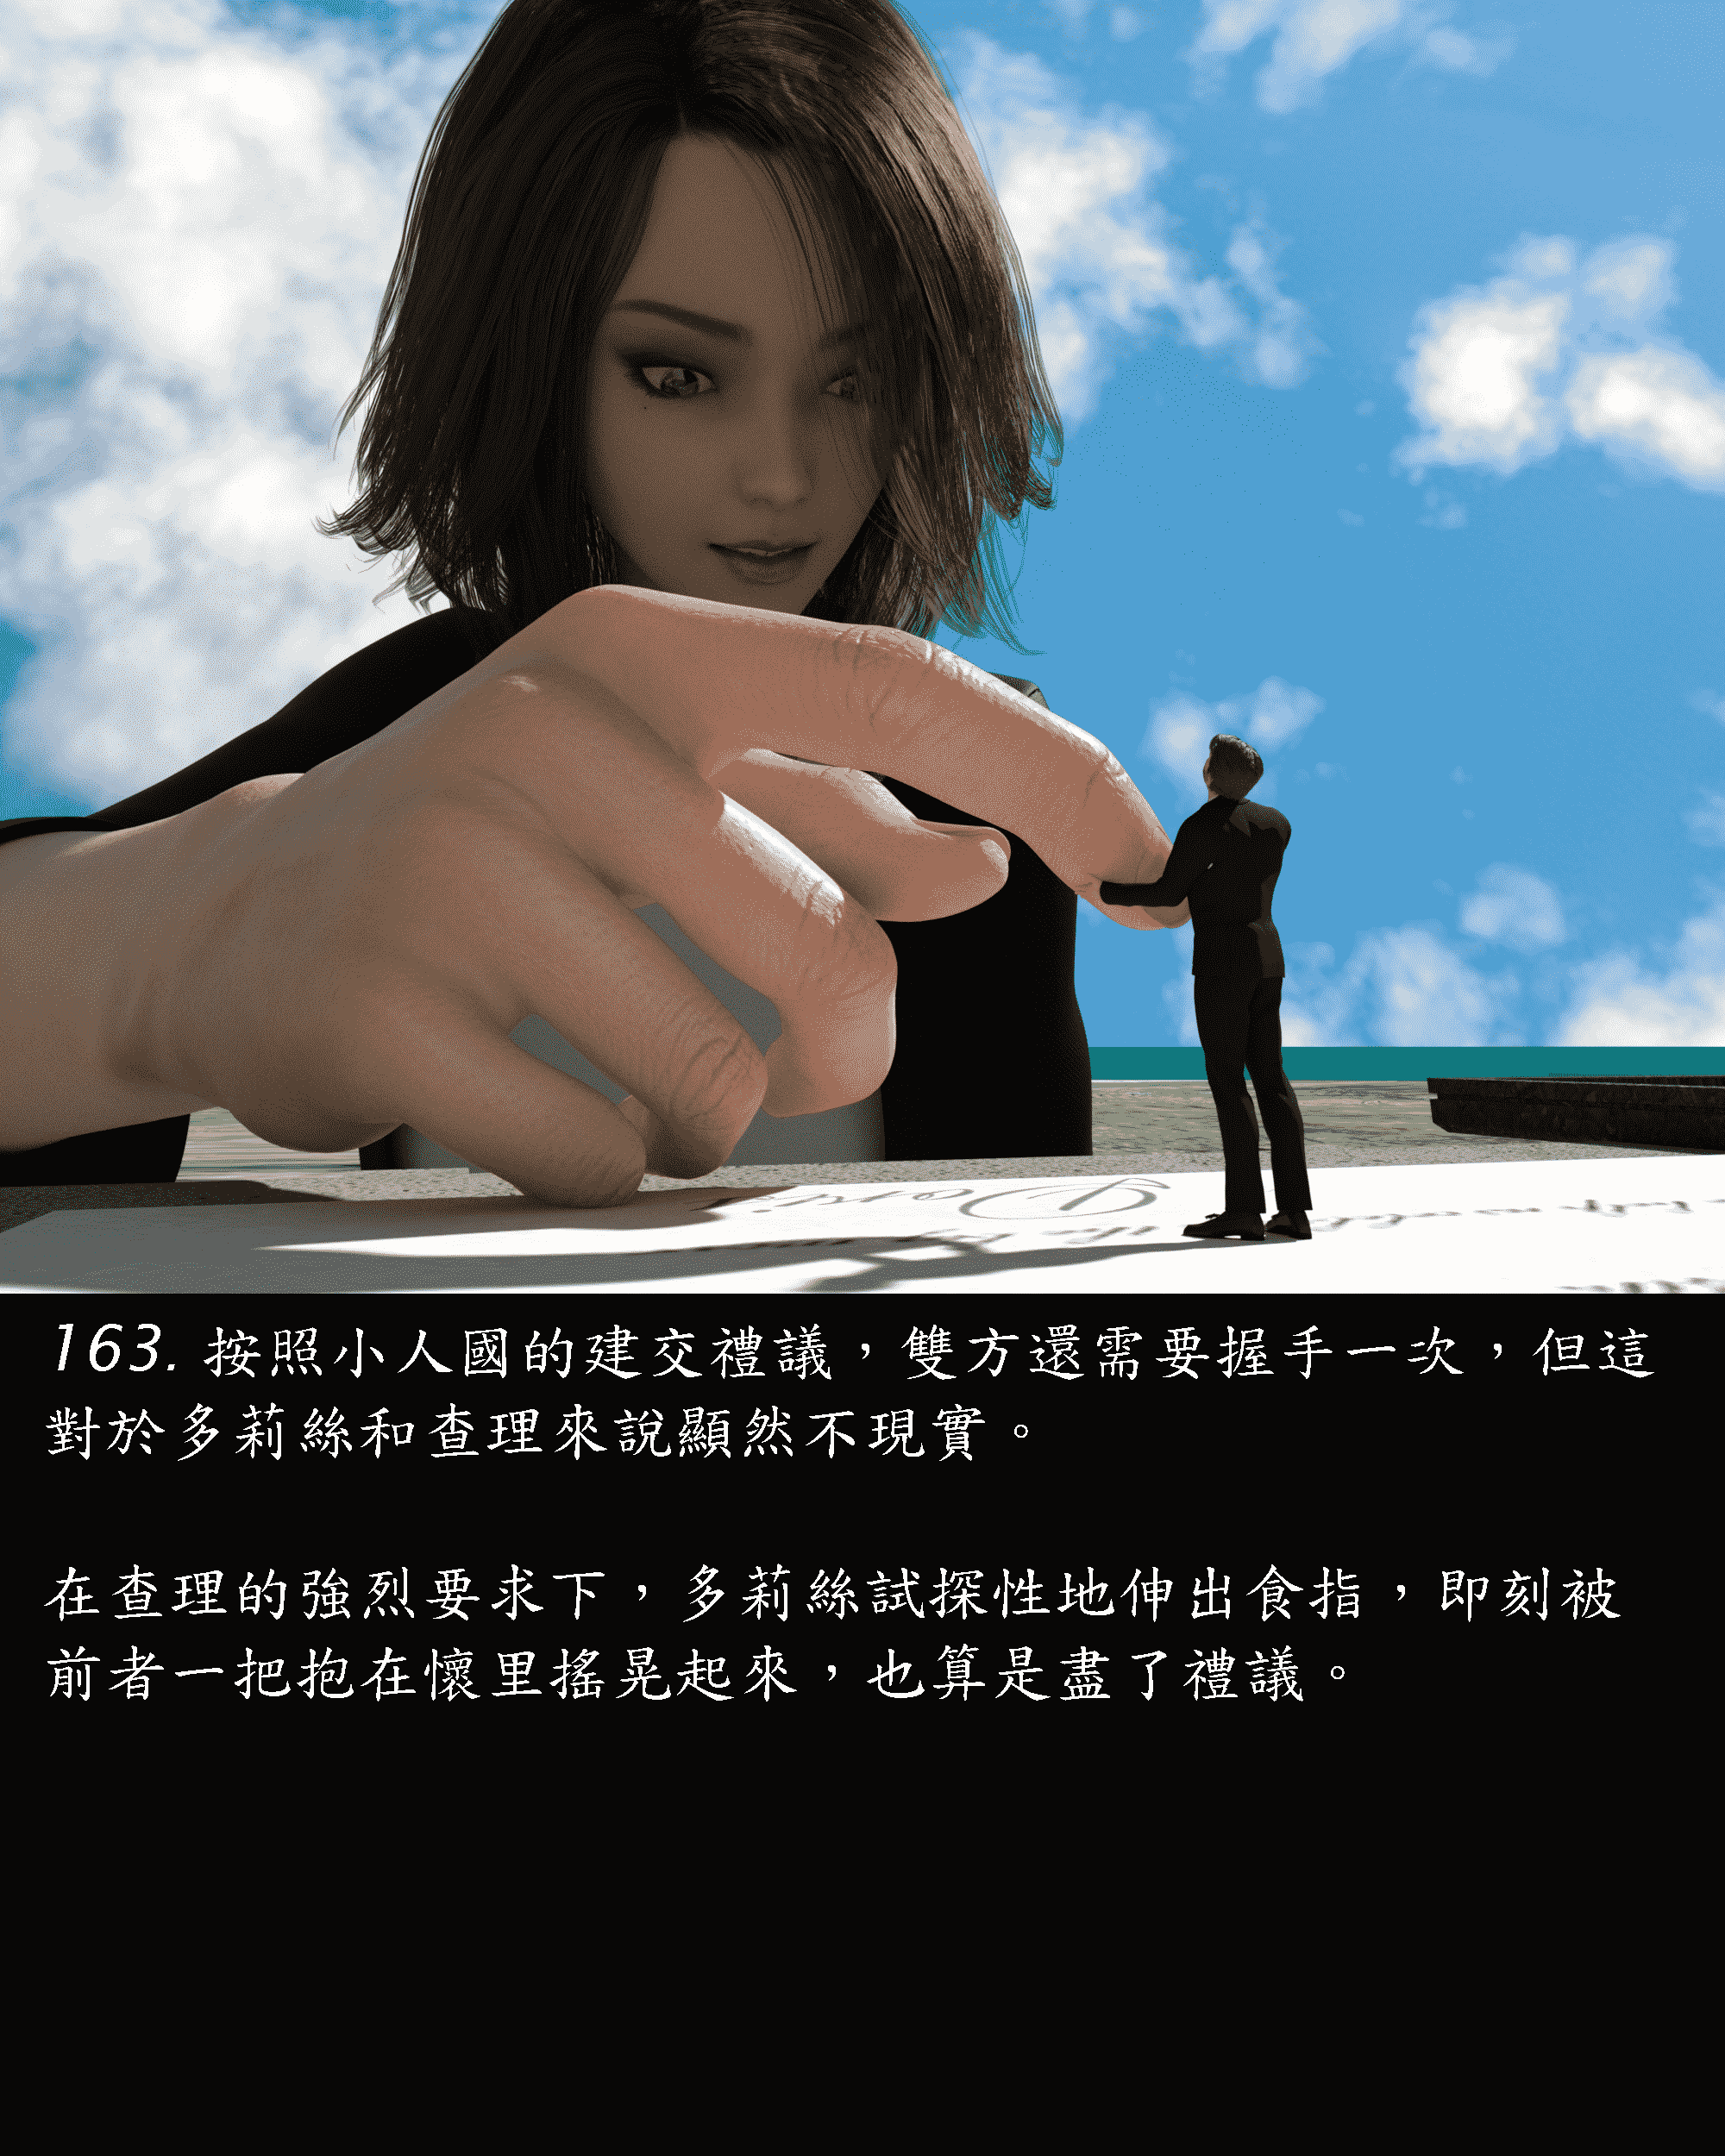 163. 按照小人國的建交禮議，雙方還需要握手一次，但這
對於多莉絲和查理來說顯然不現實。
在查理的強烈要求下，多莉絲試探性地伸出食指，即刻被
前者一把抱在懷里搖晃起來，也算是盡了禮議。